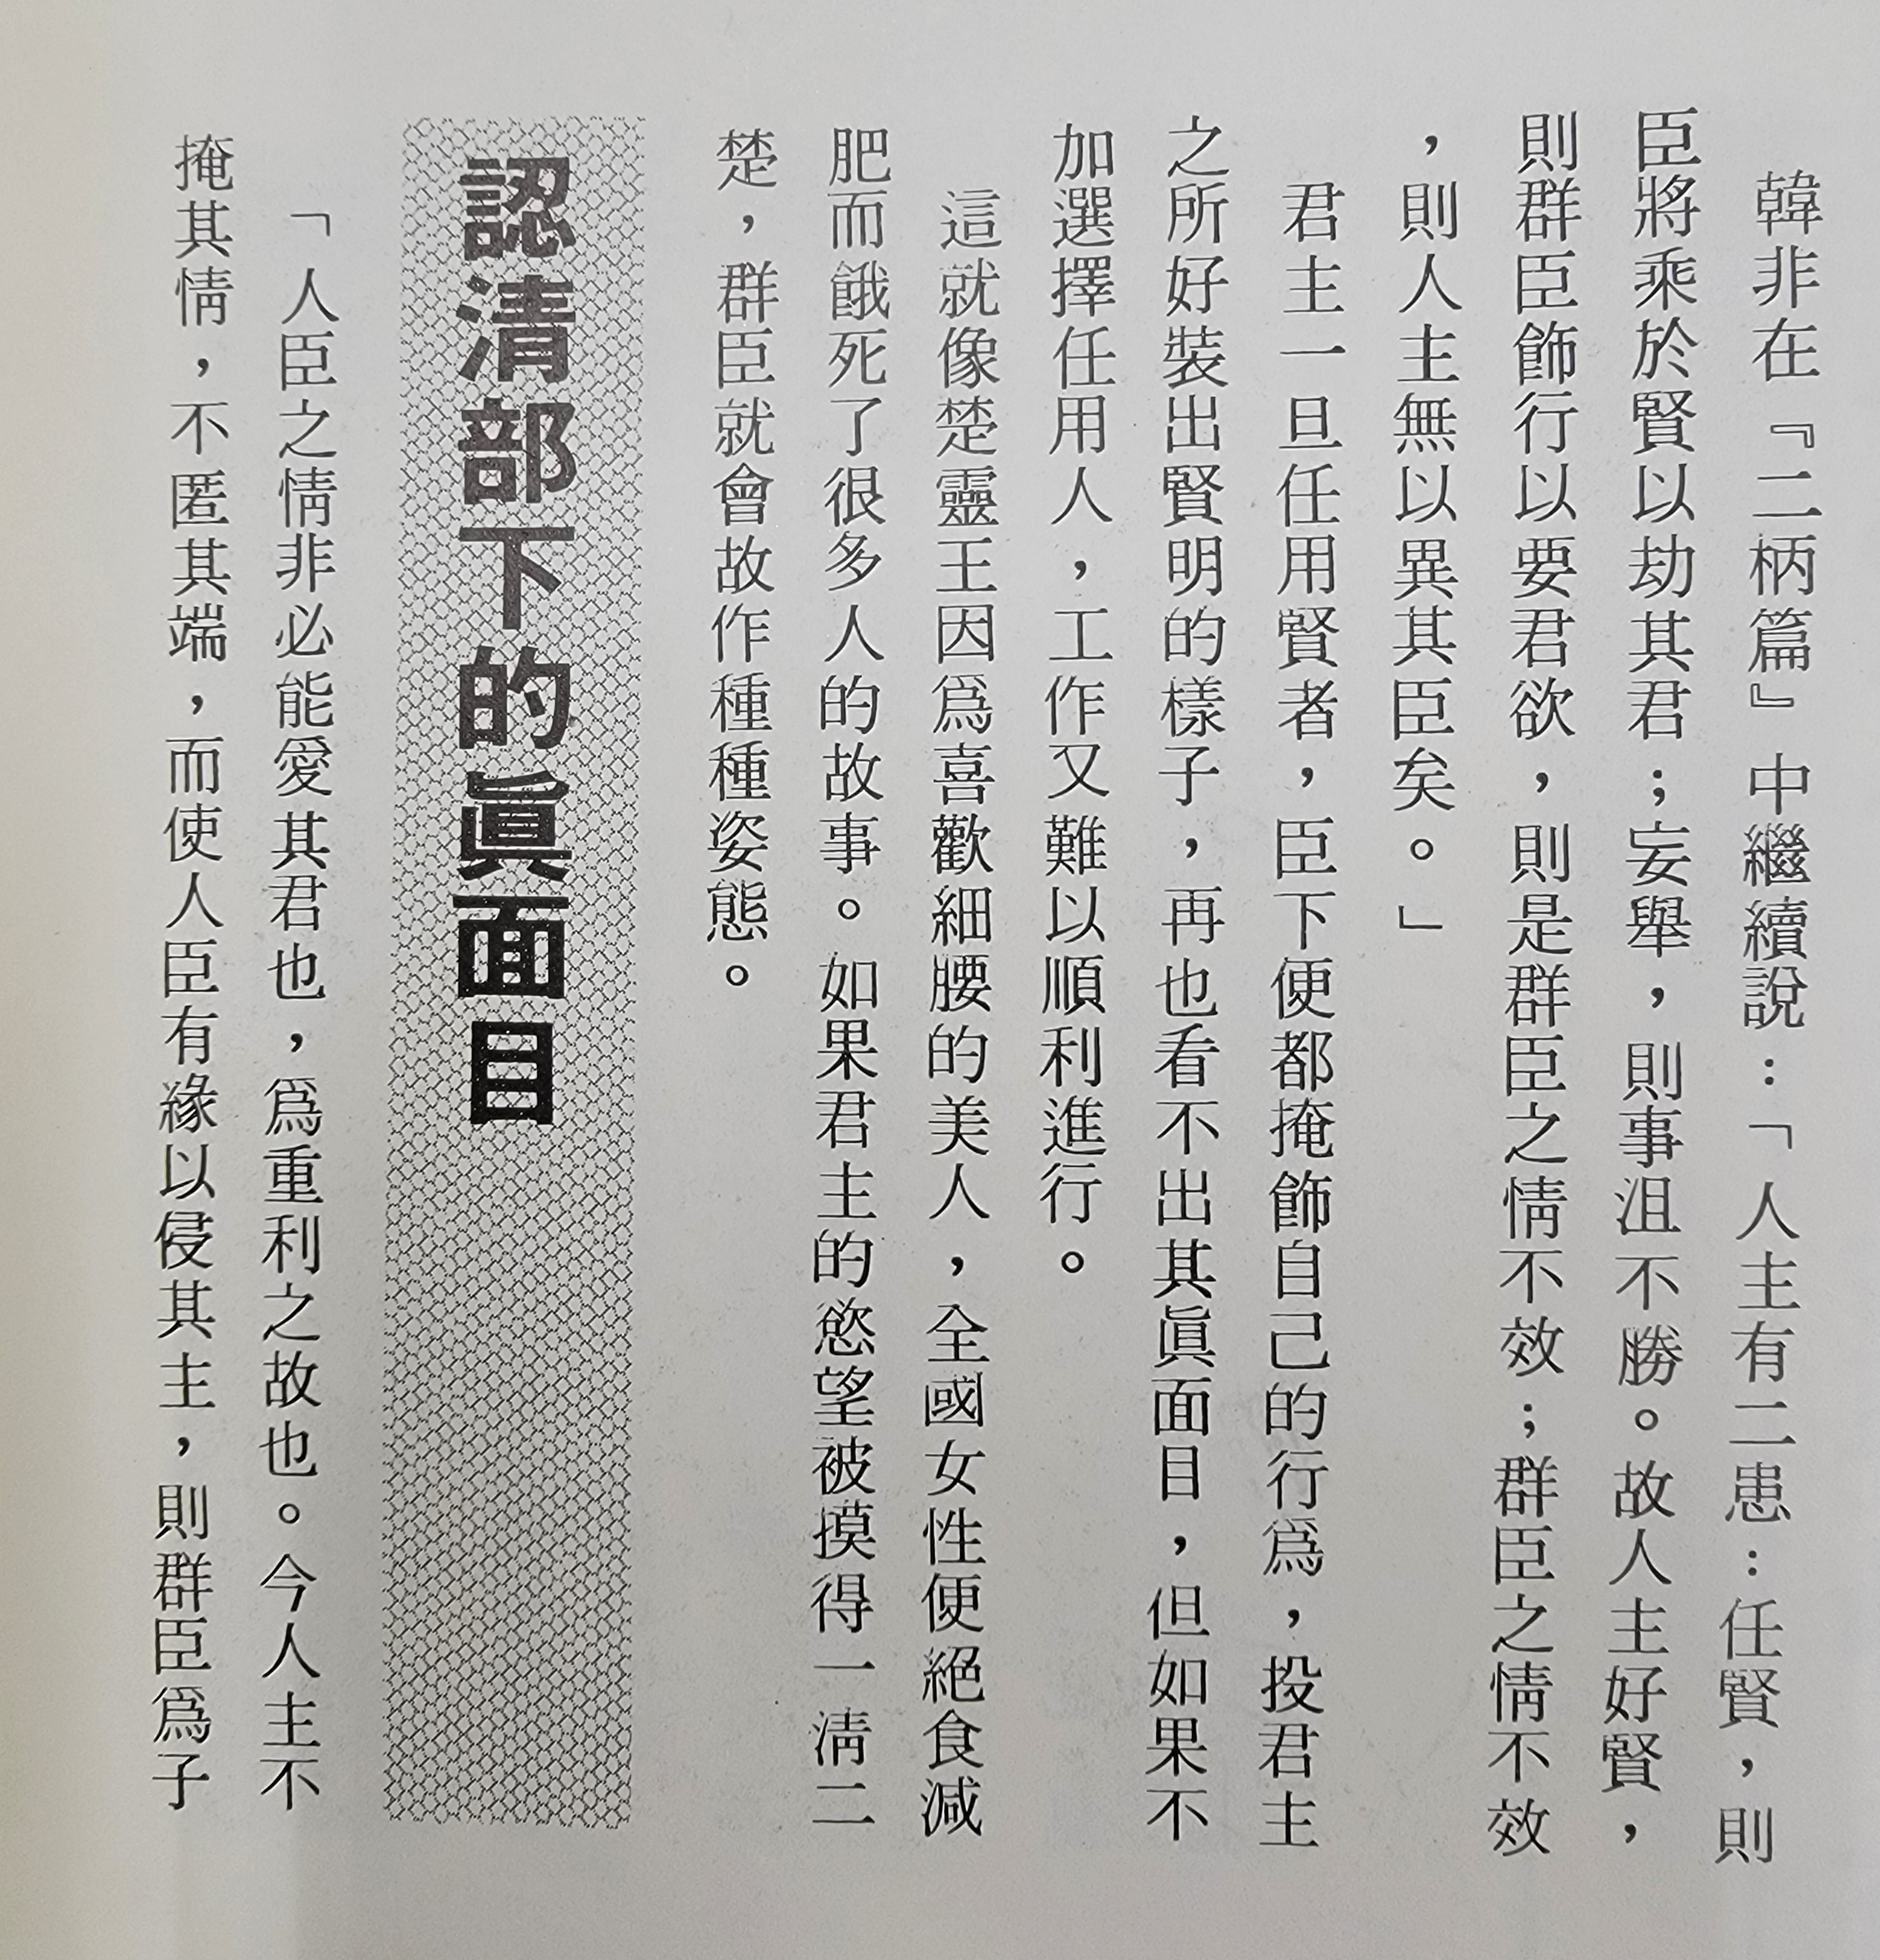 韓非在『二柄篇』中繼續說：「人主有二患：任賢，則
臣將乘於賢以劫其君；妄舉，則事沮不勝。故人主好賢，
則群臣飾行以要君欲，則是群臣之情不效；群臣之情不效
，則人主無以異其臣矣。」
君主一旦任用賢者，臣下便都掩飾自己的行爲，投君主
之所好裝出賢明的樣子，再也看不出其眞面目，但如果不
加選擇任用人，工作又難以順利進行。
這就像楚靈王因爲喜歡細腰的美人，全國女性便絕食減
肥而餓死了很多人的故事。如果君主的慾望被摸得一淸二
楚，群臣就會故作種種姿態。
認淸部下的眞面目
「人臣之情非必能愛其君也，爲重利之故也。今人主不
掩其情，不匿其端，而使人臣有緣以侵其主，則群臣爲子